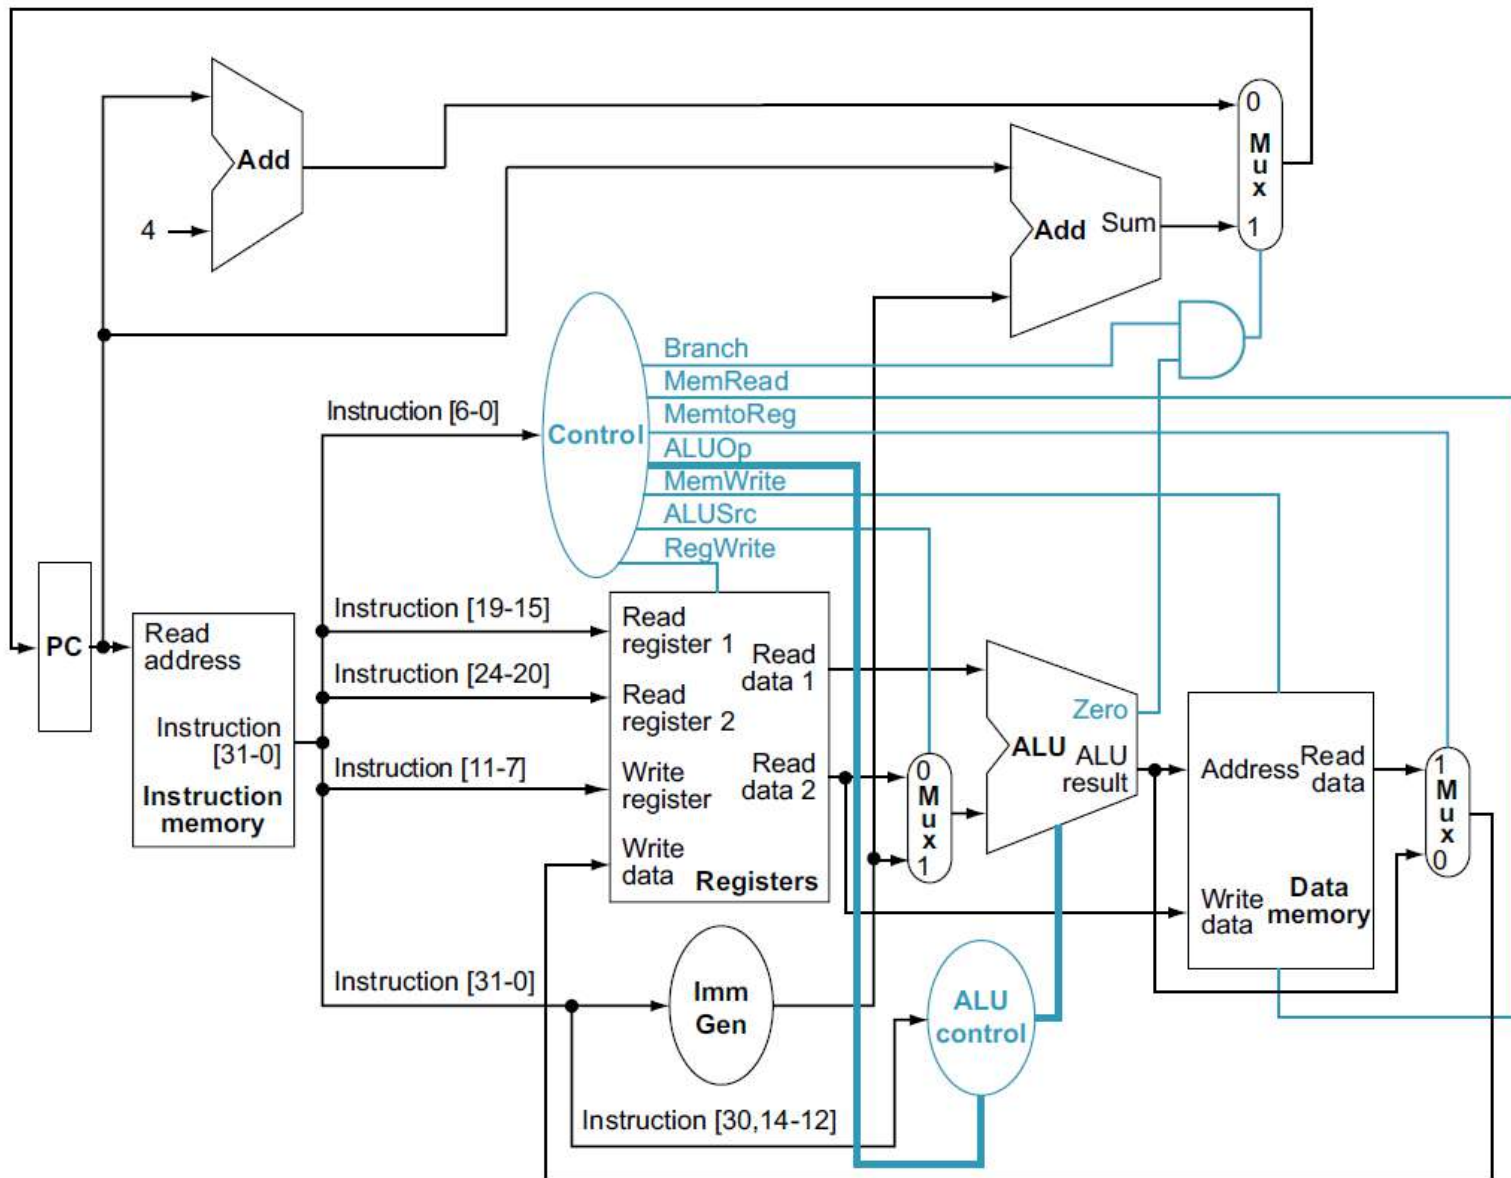 0
M
u
x
1
Add
4
Add
Sum
Branch
MemRead
MemtoReg
ALUOp
MemWrite
ALUSrc
RegWrite
Instruction [6-0]
Control
PC
Read
address
Instruction
[31-0]
Instruction
memory
Instruction [19-15]
Instruction [24-20]
Instruction [11-7]
Read
register 1
Read
register 2
Write
register
Write
data
Read
data 1
Read
data 2
Registers
0
M
u
x
1
Zero
ALU
ALU
result
Address
Read
data
Write
data
Data
memory
1
M
u
x
0
Instruction [31-0]
Imm
Gen
ALU
control
Instruction [30,14-12]